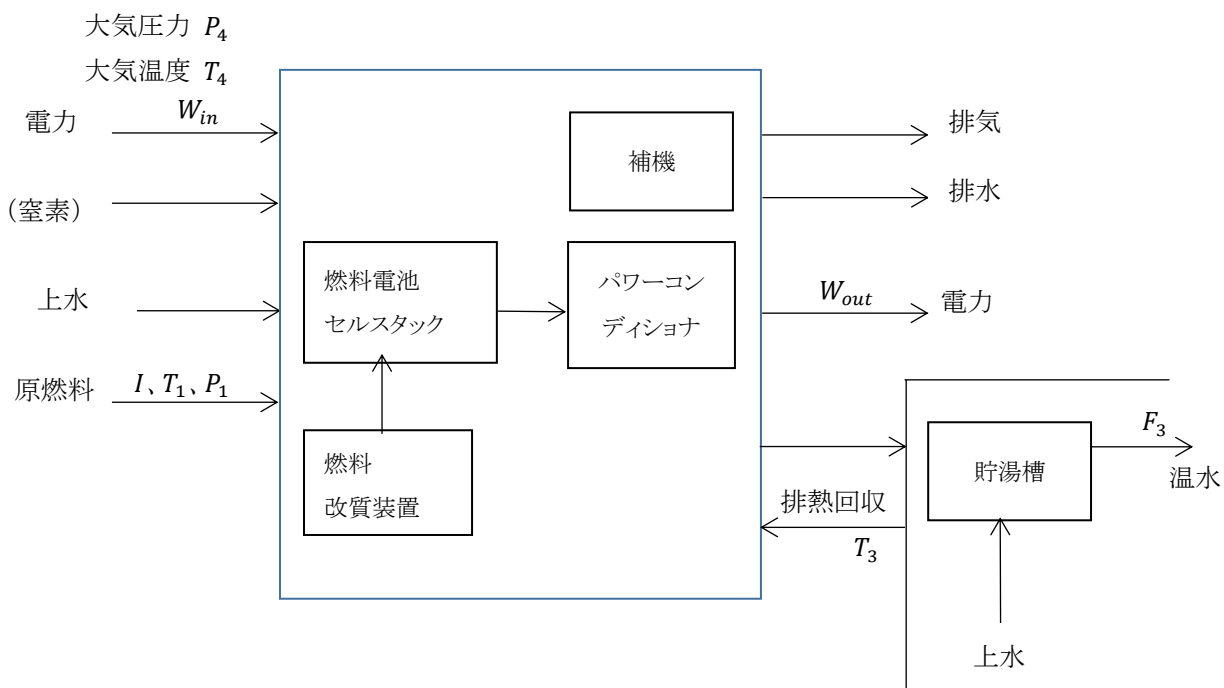 大気圧力 P₄
大気温度 T₄
電力
W_in
(窒素)
上水
原燃料
I、T₁、P₁
補機
燃料電池
セルスタック
パワーコン
ディショナ
燃料
改質装置
排気
排水
W_out
電力
貯湯槽
F₃
温水
排熱回収
T₃
上水